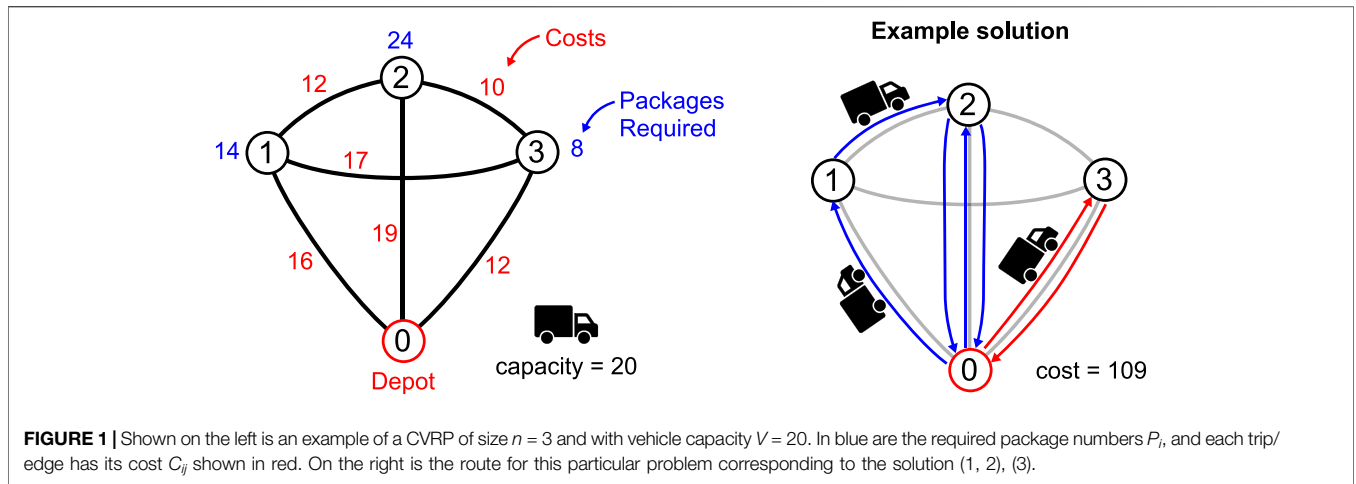 24
Costs
12
2
10
Packages
Required
14
1
17
3
8
19
16
12
0
Depot
capacity = 20
Example solution
2
1
3
0
cost = 109
FIGURE 1 | Shown on the left is an example of a CVRP of size n = 3 and with vehicle capacity V = 20. In blue are the required package numbers Pi, and each trip/
edge has its cost Cij shown in red. On the right is the route for this particular problem corresponding to the solution (1, 2), (3).